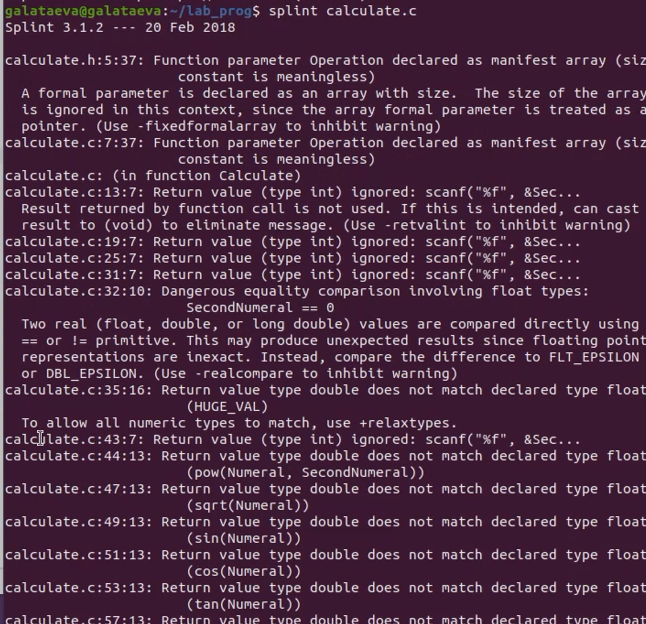 galataeva@galataeva:~/lab_prog$ splint calculate.c
Splint 3.1.2 --- 20 Feb 2018
calculate.h:5:37: Function parameter Operation declared as manifest array (siz
constant is meaningless)
A formal parameter is declared as an array with size.  The size of the array
is ignored in this context, since the array formal parameter is treated as a
pointer. (Use -fixedformalarray to inhibit warning)
calculate.c:7:37: Function parameter Operation declared as manifest array (siz
constant is meaningless)
calculate.c: (in function Calculate)
calculate.c:13:7: Return value (type int) ignored: scanf("%f", &Sec...
Result returned by function call is not used. If this is intended, can cast
result to (void) to eliminate message. (Use -retvalint to inhibit warning)
calculate.c:19:7: Return value (type int) ignored: scanf("%f", &Sec...
calculate.c:25:7: Return value (type int) ignored: scanf("%f", &Sec...
calculate.c:31:7: Return value (type int) ignored: scanf("%f", &Sec...
calculate.c:32:10: Dangerous equality comparison involving float types:
SecondNumeral == 0
Two real (float, double, or long double) values are compared directly using
== or != primitive. This may produce unexpected results since floating point
representations are inexact. Instead, compare the difference to FLT_EPSILON
or DBL_EPSILON. (Use -realcompare to inhibit warning)
calculate.c:35:16: Return value type double does not match declared type float
(HUGE_VAL)
To allow all numeric types to match, use +relaxtypes.
calculate.c:43:7: Return value (type int) ignored: scanf("%f", &Sec...
calculate.c:44:13: Return value type double does not match declared type float
(pow(Numeral, SecondNumeral))
calculate.c:47:13: Return value type double does not match declared type float
(sqrt(Numeral))
calculate.c:49:13: Return value type double does not match declared type float
(sin(Numeral))
calculate.c:51:13: Return value type double does not match declared type float
(cos(Numeral))
calculate.c:53:13: Return value type double does not match declared type float
(tan(Numeral))
calculate.c:57:13: Return value type double does not match declared type float